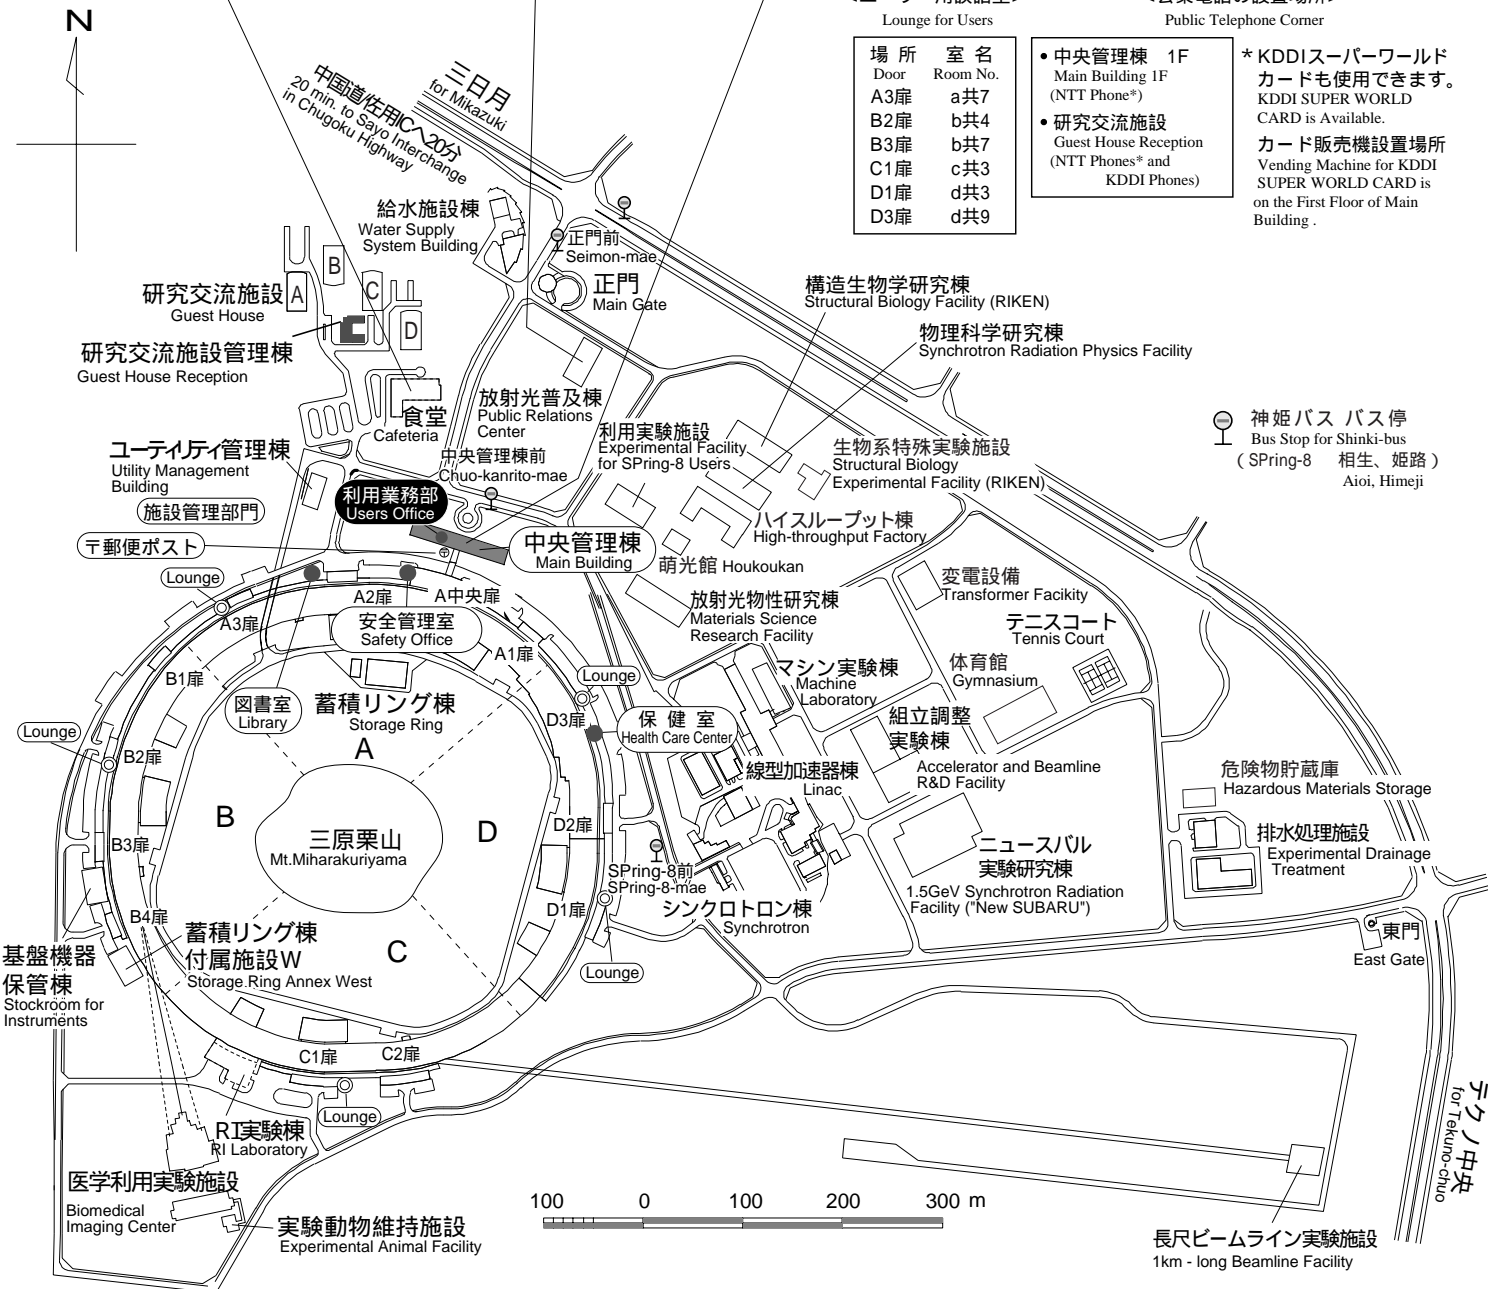 Lounge for Users
Public Telephone Corner
場 所 室 名
Door Room No.
A3扉 a共7
B2扉 b共4
B3扉 b共7
C1扉 c共3
D1扉 d共3
D3扉 d共9
• 中央管理棟 1F
Main Building 1F
(NTT Phone*)
• 研究交流施設
Guest House Reception
(NTT Phones* and
KDDI Phones)
* KDDIスーパーワールド
カードも使用できます。
KDDI SUPER WORLD
CARD is Available.
カード販売機設置場所
Vending Machine for KDDI
SUPER WORLD CARD is
on the First Floor of Main
Building .
N
三日月
for Mikazuki
中国道佐用ICへ20分
20 min. to Sayo Interchange
in Chugoku Highway
給水施設棟
Water Supply
System Building
正門前
Seimon-mae
正門
Main Gate
A
B
C
D
研究交流施設
Guest House
研究交流施設管理棟
Guest House Reception
構造生物学研究棟
Structural Biology Facility (RIKEN)
物理科学研究棟
Synchrotron Radiation Physics Facility
食堂
Cafeteria
放射光普及棟
Public Relations
Center
神姫バス バス停
Bus Stop for Shinki-bus
( SPring-8 相生、姫路 )
Aioi, Himeji
ユーティリティ管理棟
Utility Management
Building
中央管理棟前
Chuo-kanrito-mae
利用実験施設
Experimental Facility
for SPring-8 Users
生物系特殊実験施設
Structural Biology
Experimental Facility (RIKEN)
施設管理部門
利用業務部
Users Office
〒郵便ポスト
中央管理棟
Main Building
ハイスループット棟
High-throughput Factory
萌光館 Houkoukan
Lounge
A2扉
A中央扉
A3扉
安全管理室
Safety Office
A1扉
放射光物性研究棟
Materials Science
Research Facility
変電設備
Transformer Facikity
テニスコート
Tennis Court
体育館
Gymnasium
B1扉
図書室
Library
蓄積リング棟
Storage Ring
Lounge
マシン実験棟
Machine
Laboratory
D3扉
保 健 室
Health Care Center
組立調整
実験棟
Accelerator and Beamline
R&D Facility
Lounge
B2扉
A
線型加速器棟
Linac
危険物貯蔵庫
Hazardous Materials Storage
B
三原栗山
Mt.Miharakuriyama
D
D2扉
B3扉
SPring-8前
SPring-8-mae
ニュースバル
実験研究棟
1.5GeV Synchrotron Radiation
Facility ("New SUBARU")
排水処理施設
Experimental Drainage
Treatment
D1扉
シンクロトロン棟
Synchrotron
B4扉
C
蓄積リング棟
付属施設W
Storage.Ring Annex West
基盤機器
保管棟
Stockroom for
Instruments
Lounge
東門
East Gate
C1扉
C2扉
Lounge
RI実験棟
RI Laboratory
テクノ中央
for Tekuno-chuo
医学利用実験施設
Biomedical
Imaging Center
実験動物維持施設
Experimental Animal Facility
100 0 100 200 300 m
長尺ビームライン実験施設
1km - long Beamline Facility